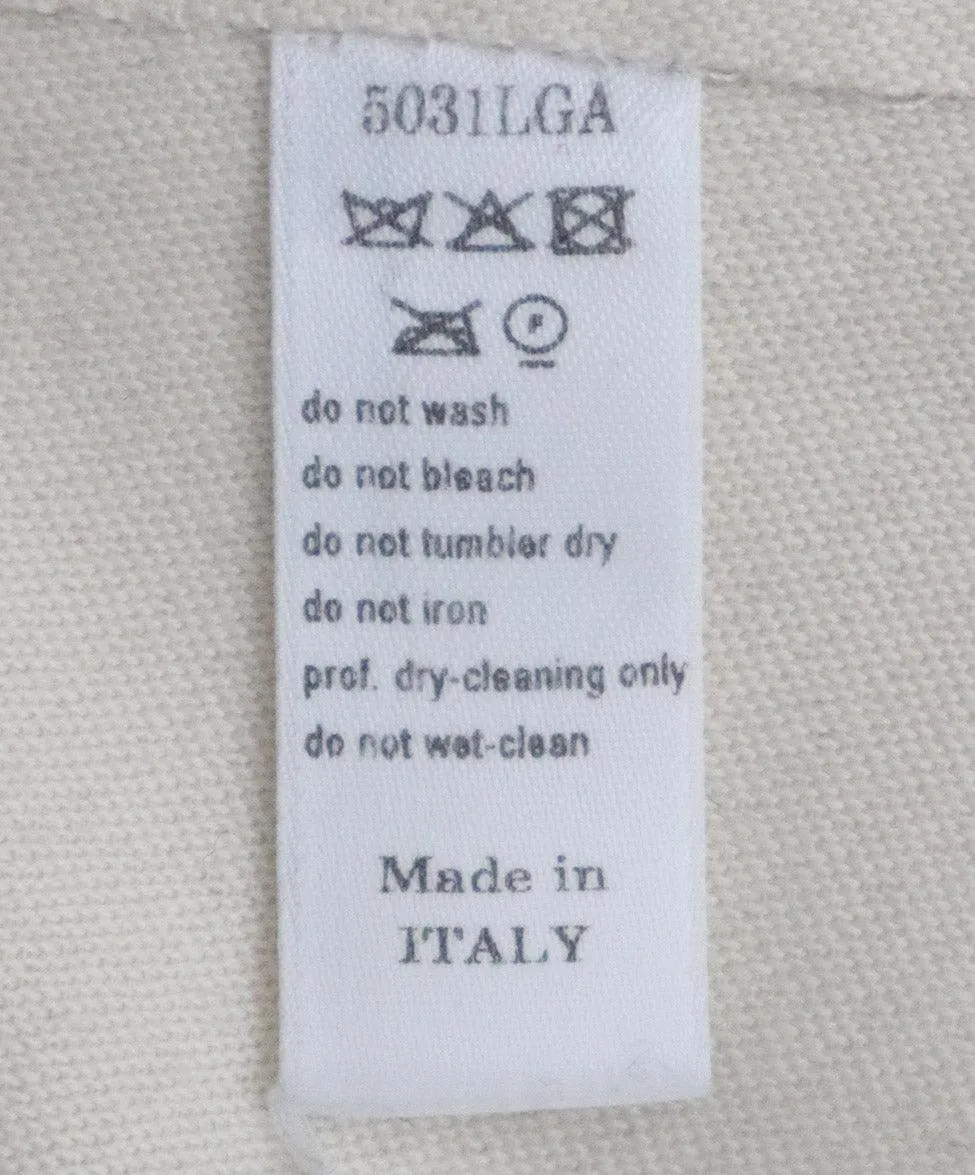 5031LGA
do not wash
do not bleach
do not tumbler dry
do not iron
prof. dry-cleaning only
do not wet-clean
Made in
ITALY